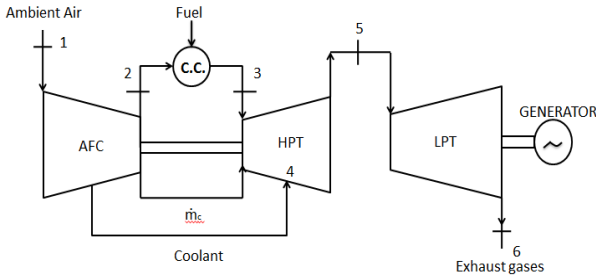 Ambient Air
Fuel
1
2
C.C.
3
5
AFC
HPT
4
LPT
GENERATOR
ṁc
Coolant
6
Exhaust gases